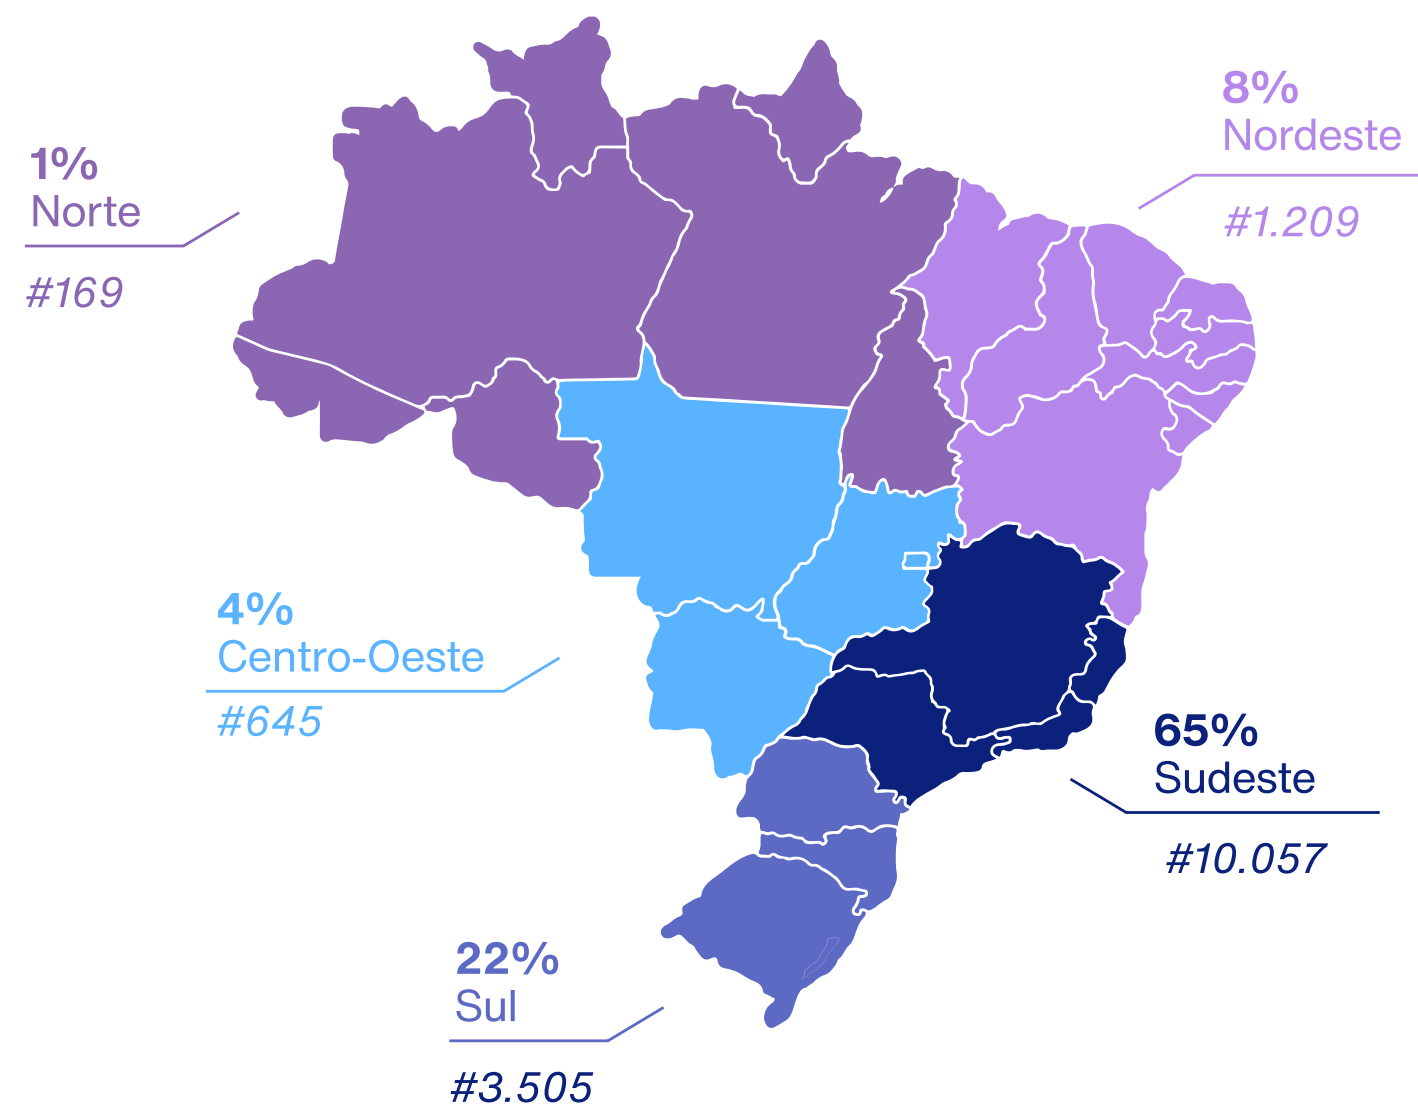 8%
Nordeste
#1.209
1%
Norte
#169
4%
Centro-Oeste
#645
65%
Sudeste
#10.057
22%
Sul
#3.505